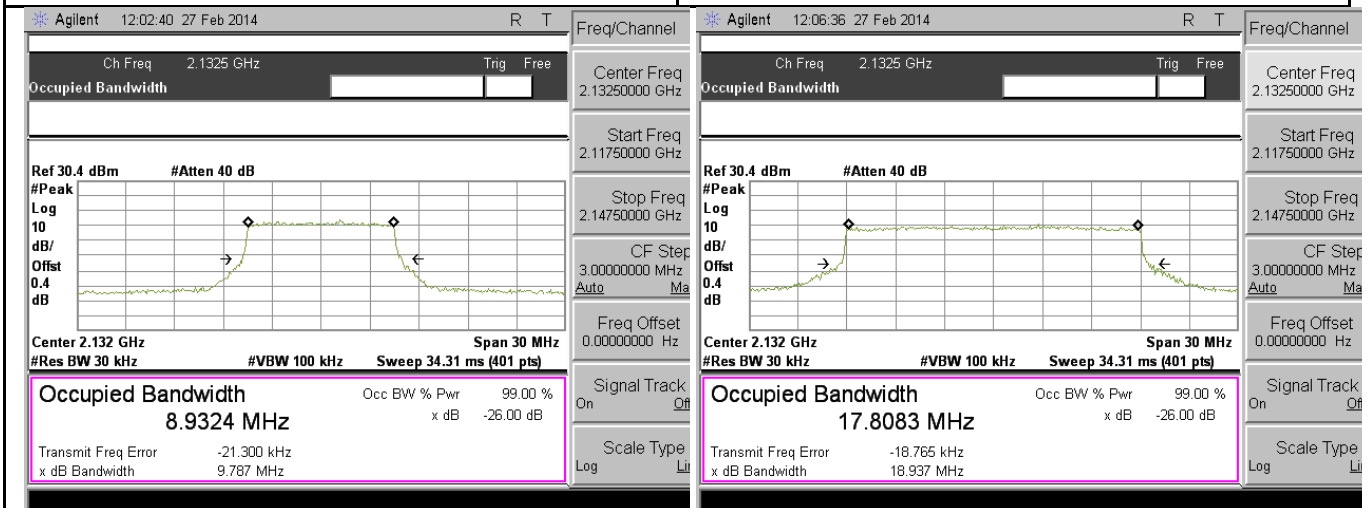 Agilent 12:02:40 27 Feb 2014 R T
Freq/Channel
Ch Freq 2.1325 GHz Trig Free
Occupied Bandwidth
Center Freq
2.13250000 GHz
Start Freq
2.11750000 GHz
Ref 30.4 dBm #Atten 40 dB
#Peak
Log
10
dB/
Offst
0.4
dB
Stop Freq
2.14750000 GHz
CF Step
3.00000000 MHz
Auto Ma
Freq Offset
0.00000000 Hz
Center 2.132 GHz Span 30 MHz
#Res BW 30 kHz #VBW 100 kHz Sweep 34.31 ms (401 pts)
Occupied Bandwidth Occ BW % Pwr 99.00 %
8.9324 MHz x dB -26.00 dB
Transmit Freq Error -21.300 kHz
x dB Bandwidth 9.787 MHz
Signal Track
On Off
Scale Type
Log Lin
Agilent 12:06:36 27 Feb 2014 R T
Freq/Channel
Ch Freq 2.1325 GHz Trig Free
Occupied Bandwidth
Center Freq
2.13250000 GHz
Start Freq
2.11750000 GHz
Ref 30.4 dBm #Atten 40 dB
#Peak
Log
10
dB/
Offst
0.4
dB
Stop Freq
2.14750000 GHz
CF Step
3.00000000 MHz
Auto Ma
Freq Offset
0.00000000 Hz
Center 2.132 GHz Span 30 MHz
#Res BW 30 kHz #VBW 100 kHz Sweep 34.31 ms (401 pts)
Occupied Bandwidth Occ BW % Pwr 99.00 %
17.8083 MHz x dB -26.00 dB
Transmit Freq Error -18.765 kHz
x dB Bandwidth 18.937 MHz
Signal Track
On Off
Scale Type
Log Lin